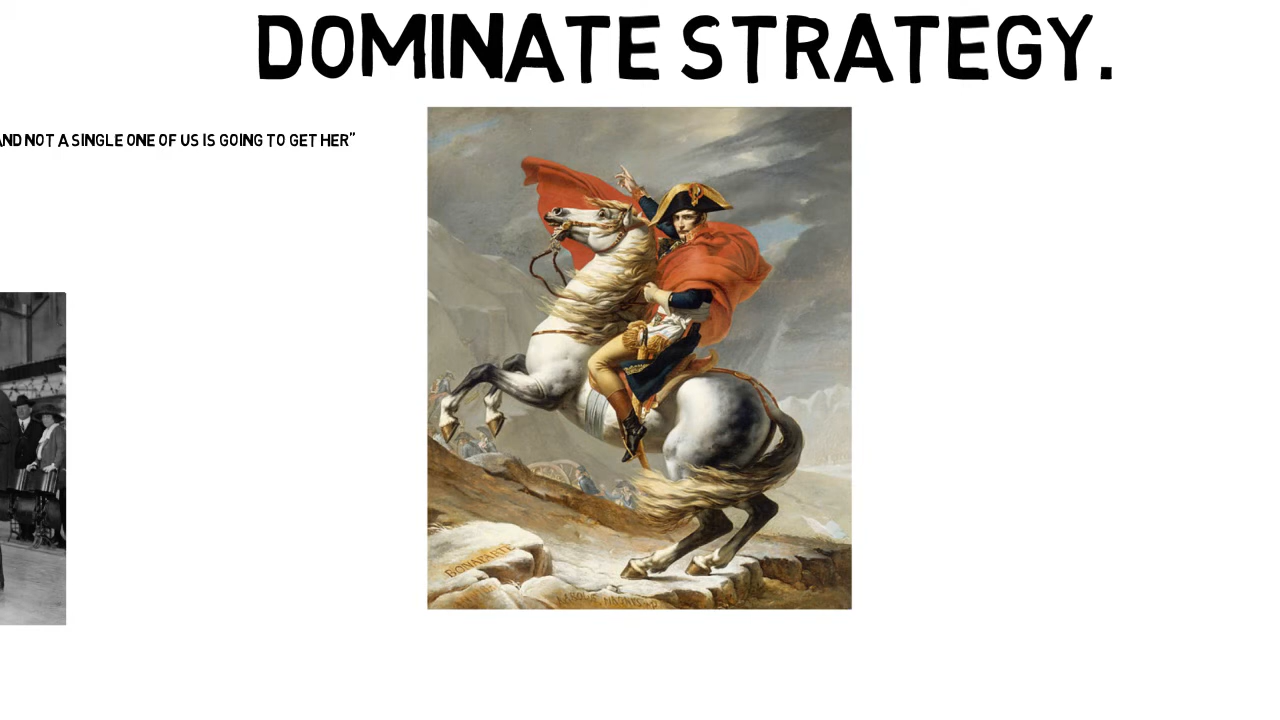 DOMINATE STRATEGY.
AND NOT A SINGLE ONE OF US IS GOING TO GET HER”
BONAPARTE